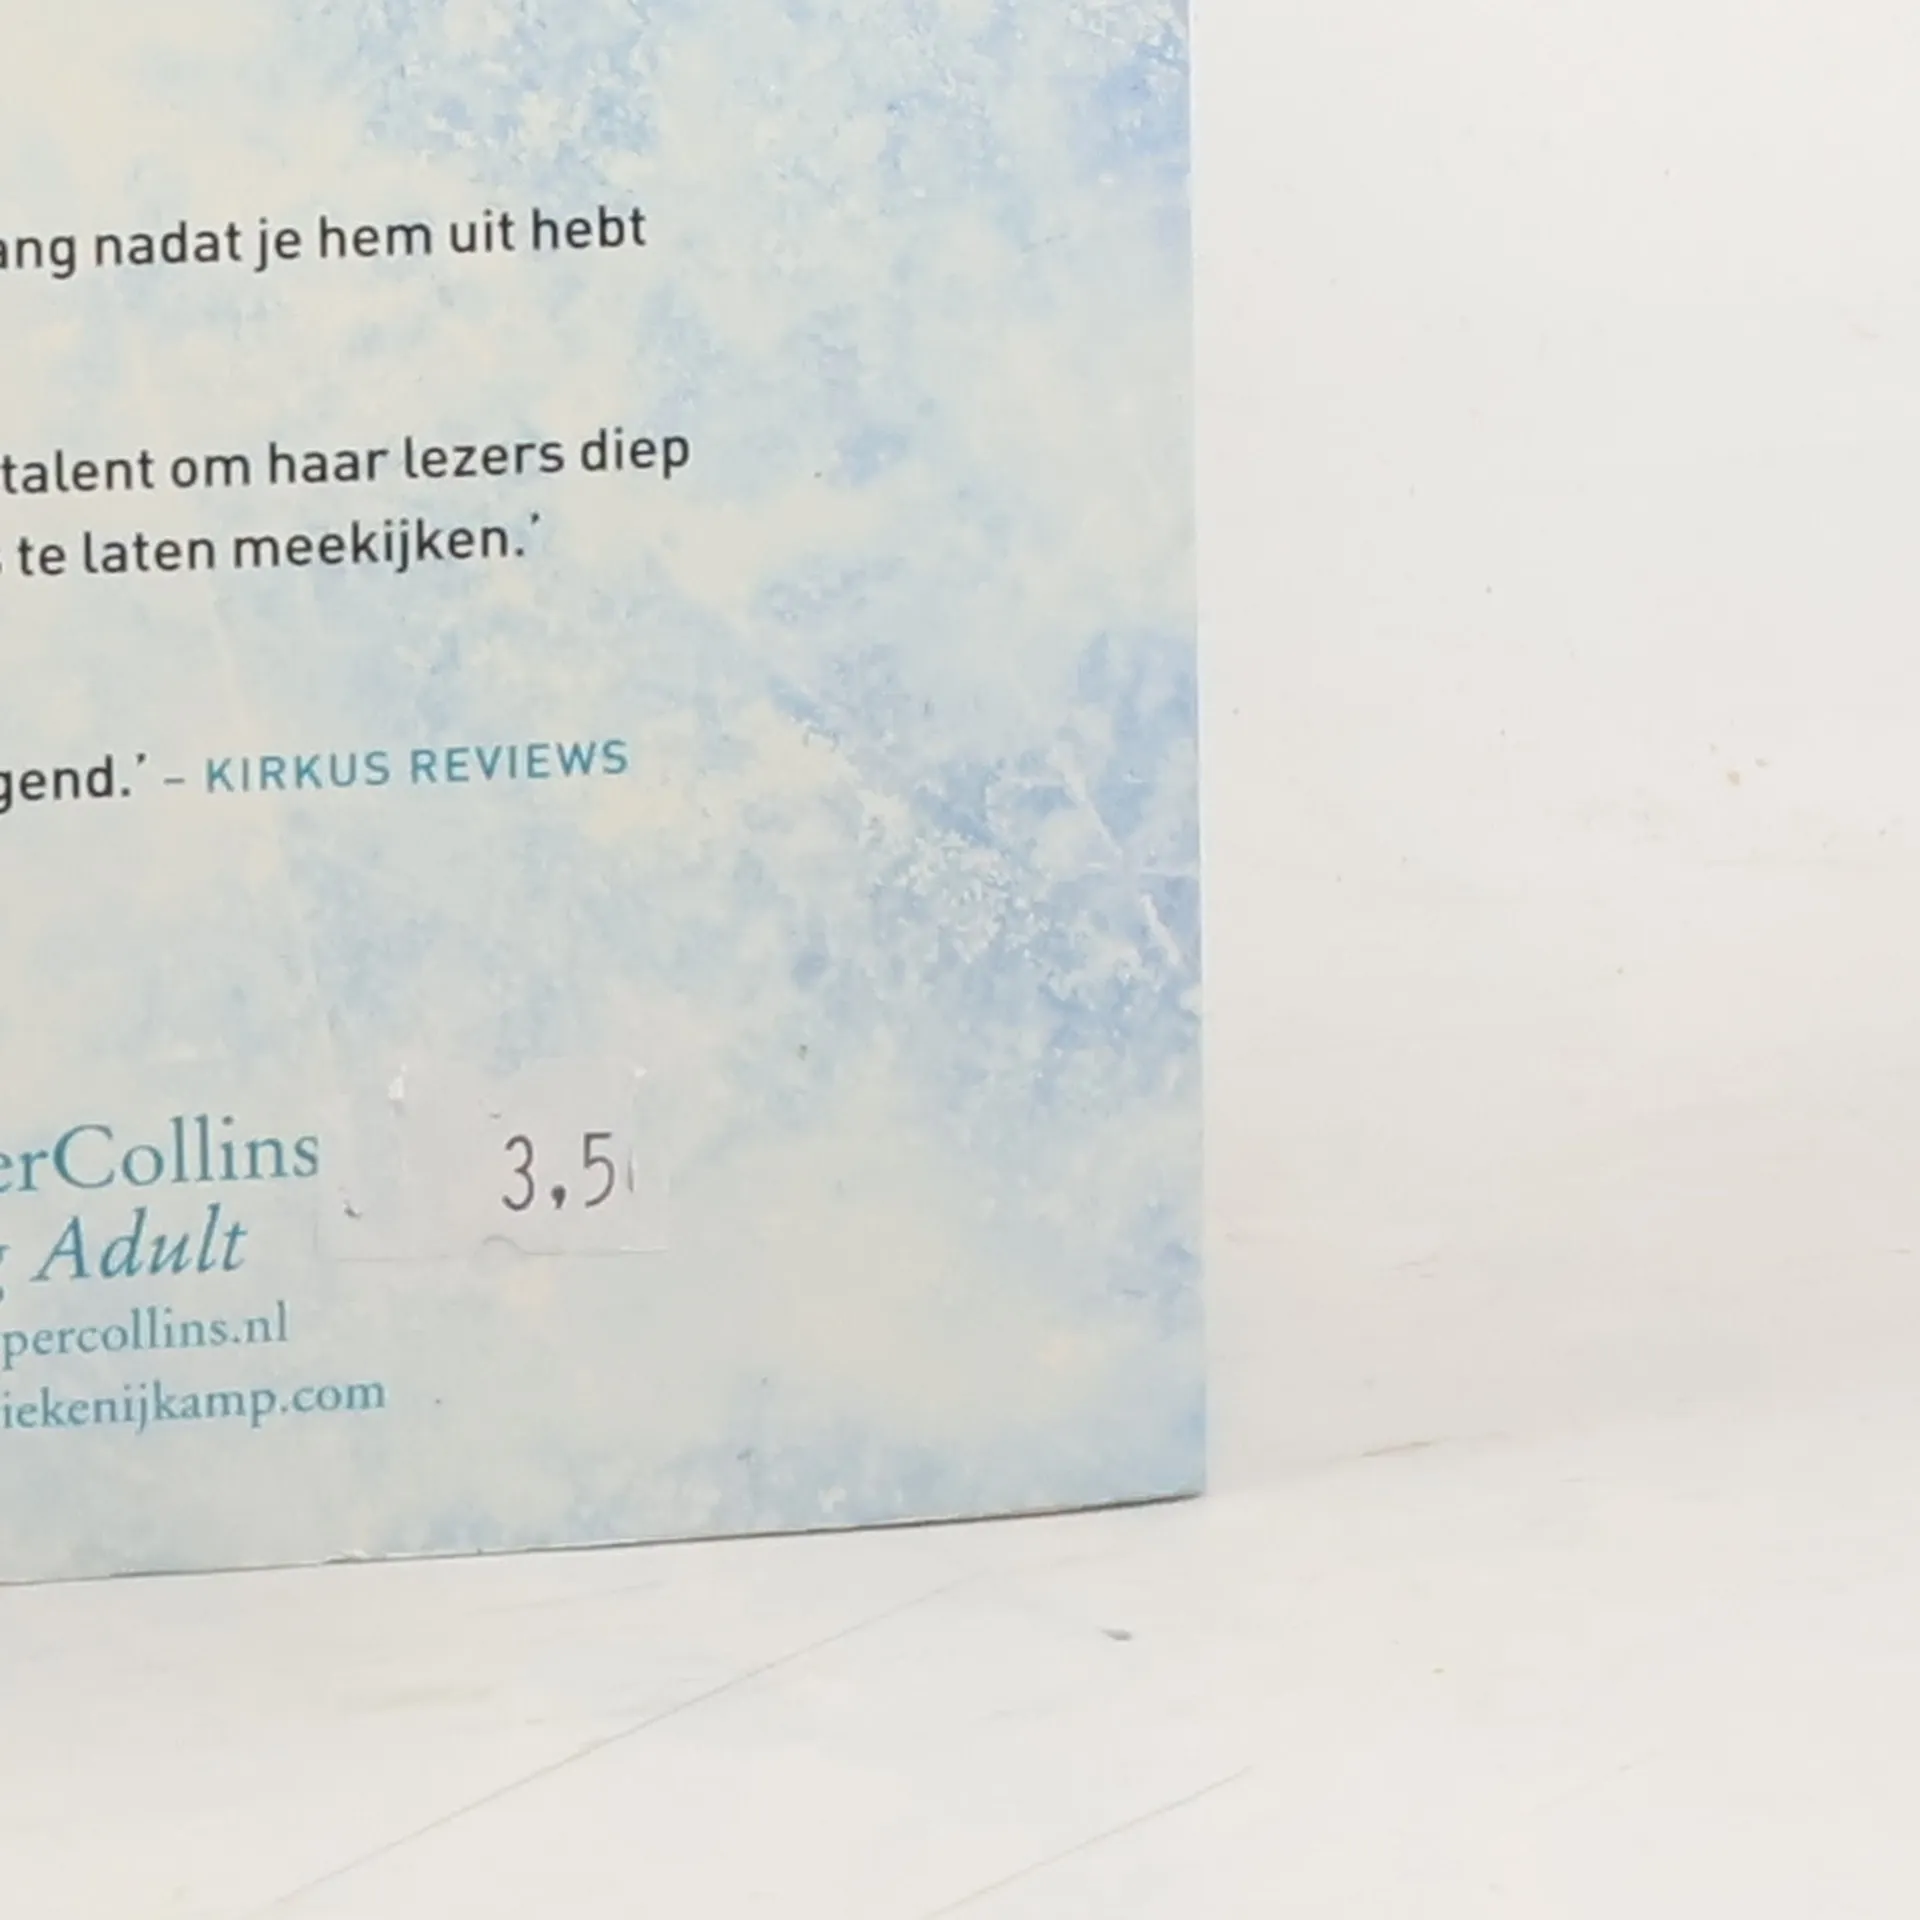 ang nadat je hem uit hebt
talent om haar lezers diep
te laten meekijken.’
gend.’ – KIRKUS REVIEWS
erCollins
3,5
Adult
percollins.nl
iekenijkamp.com